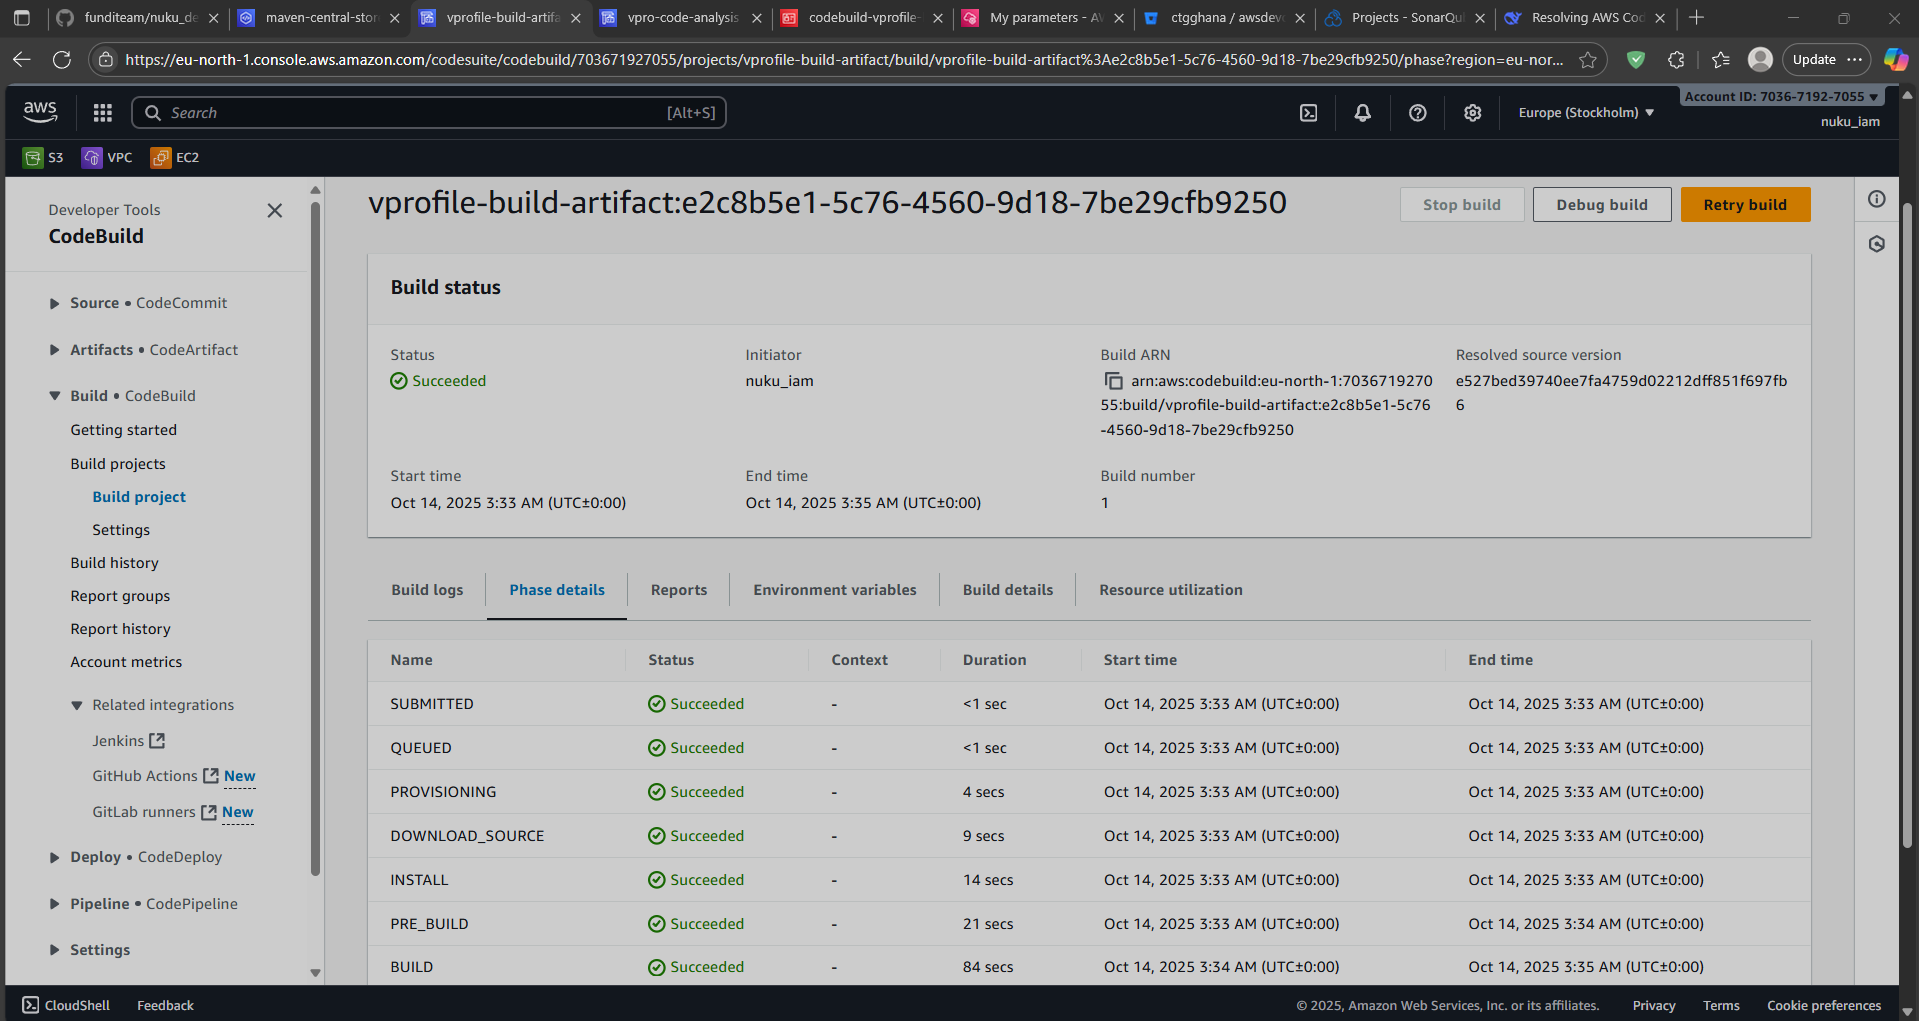 funditeam/nuku_de
maven-central-stor
vprofile-build-artifa
vpro-code-analysis
codebuild-vprofile-
My parameters - AW
ctgghana / awsdev
Projects - SonarQu
Resolving AWS Cod
https://eu-north-1.console.aws.amazon.com/codesuite/codebuild/703671927055/projects/vprofile-build-artifact/build/vprofile-build-artifact%3Ae2c8b5e1-5c76-4560-9d18-7be29cfb9250/phase?region=eu-nor...
Update
aws
Search
[Alt+S]
Europe (Stockholm)
Account ID: 7036-7192-7055
nuku_iam
S3
VPC
EC2
Developer Tools
CodeBuild
Source • CodeCommit
Artifacts • CodeArtifact
Build • CodeBuild
Getting started
Build projects
Build project
Settings
Build history
Report groups
Report history
Account metrics
Related integrations
Jenkins
GitHub Actions New
GitLab runners New
Deploy • CodeDeploy
Pipeline • CodePipeline
Settings
vprofile-build-artifact:e2c8b5e1-5c76-4560-9d18-7be29cfb9250
Stop build
Debug build
Retry build
Build status
Status
Succeeded
Initiator
nuku_iam
Build ARN
arn:aws:codebuild:eu-north-1:7036719270
55:build/vprofile-build-artifact:e2c8b5e1-5c76
-4560-9d18-7be29cfb9250
Resolved source version
e527bed39740ee7fa4759d02212dff851f697fb
6
Start time
Oct 14, 2025 3:33 AM (UTC±0:00)
End time
Oct 14, 2025 3:35 AM (UTC±0:00)
Build number
1
Build logs
Phase details
Reports
Environment variables
Build details
Resource utilization
Name Status Context Duration Start time End time
SUBMITTED Succeeded - <1 sec Oct 14, 2025 3:33 AM (UTC±0:00) Oct 14, 2025 3:33 AM (UTC±0:00)
QUEUED Succeeded - <1 sec Oct 14, 2025 3:33 AM (UTC±0:00) Oct 14, 2025 3:33 AM (UTC±0:00)
PROVISIONING Succeeded - 4 secs Oct 14, 2025 3:33 AM (UTC±0:00) Oct 14, 2025 3:33 AM (UTC±0:00)
DOWNLOAD_SOURCE Succeeded - 9 secs Oct 14, 2025 3:33 AM (UTC±0:00) Oct 14, 2025 3:33 AM (UTC±0:00)
INSTALL Succeeded - 14 secs Oct 14, 2025 3:33 AM (UTC±0:00) Oct 14, 2025 3:33 AM (UTC±0:00)
PRE_BUILD Succeeded - 21 secs Oct 14, 2025 3:33 AM (UTC±0:00) Oct 14, 2025 3:34 AM (UTC±0:00)
BUILD Succeeded - 84 secs Oct 14, 2025 3:34 AM (UTC±0:00) Oct 14, 2025 3:35 AM (UTC±0:00)
CloudShell
Feedback
© 2025, Amazon Web Services, Inc. or its affiliates.
Privacy
Terms
Cookie preferences